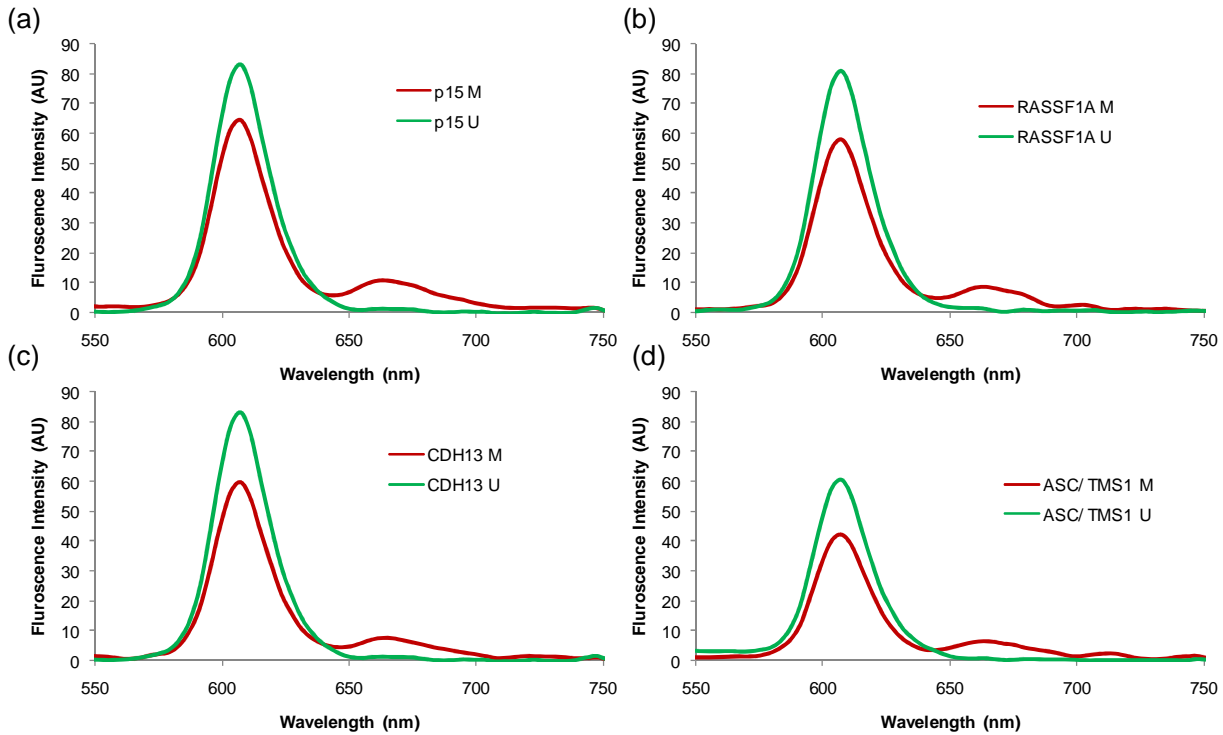 (a)
90
80
70
60
50
40
30
20
10
0
Fluroscence Intensity (AU)
p15 M
p15 U
550 600 650 700 750
Wavelength (nm)
(b)
90
80
70
60
50
40
30
20
10
0
Fluroscence Intensity (AU)
RASSF1A M
RASSF1A U
550 600 650 700 750
Wavelength (nm)
(c)
90
80
70
60
50
40
30
20
10
0
Fluroscence Intensity (AU)
CDH13 M
CDH13 U
550 600 650 700 750
Wavelength (nm)
(d)
90
80
70
60
50
40
30
20
10
0
Fluroscence Intensity (AU)
ASC/ TMS1 M
ASC/ TMS1 U
550 600 650 700 750
Wavelength (nm)